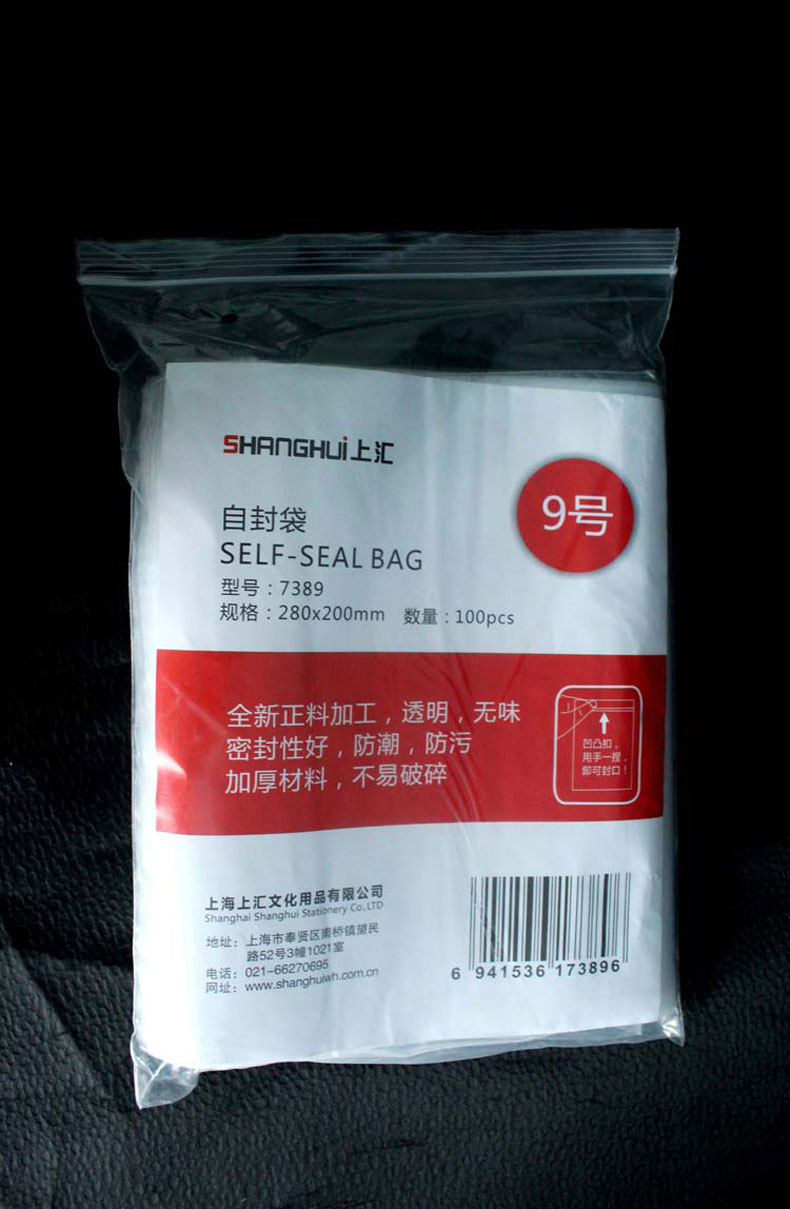 SHANGHUi上汇
9号
自封袋
SELF-SEAL BAG
型号：7389
规格：280x200mm 数量：100pcs
全新正料加工，透明，无味
密封性好，防潮，防污
加厚材料，不易破碎
凹凸扣，
用手一捏，
即可封口！
上海上汇文化用品有限公司
Shanghai Shanghui Stationery Co.,LTD
地址：上海市奉贤区南桥镇望民
路52号3幢1021室
电话：021-66270695
网址：www.shanghuiwh.com.cn
6 941536 173896